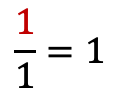 1/1 = 1